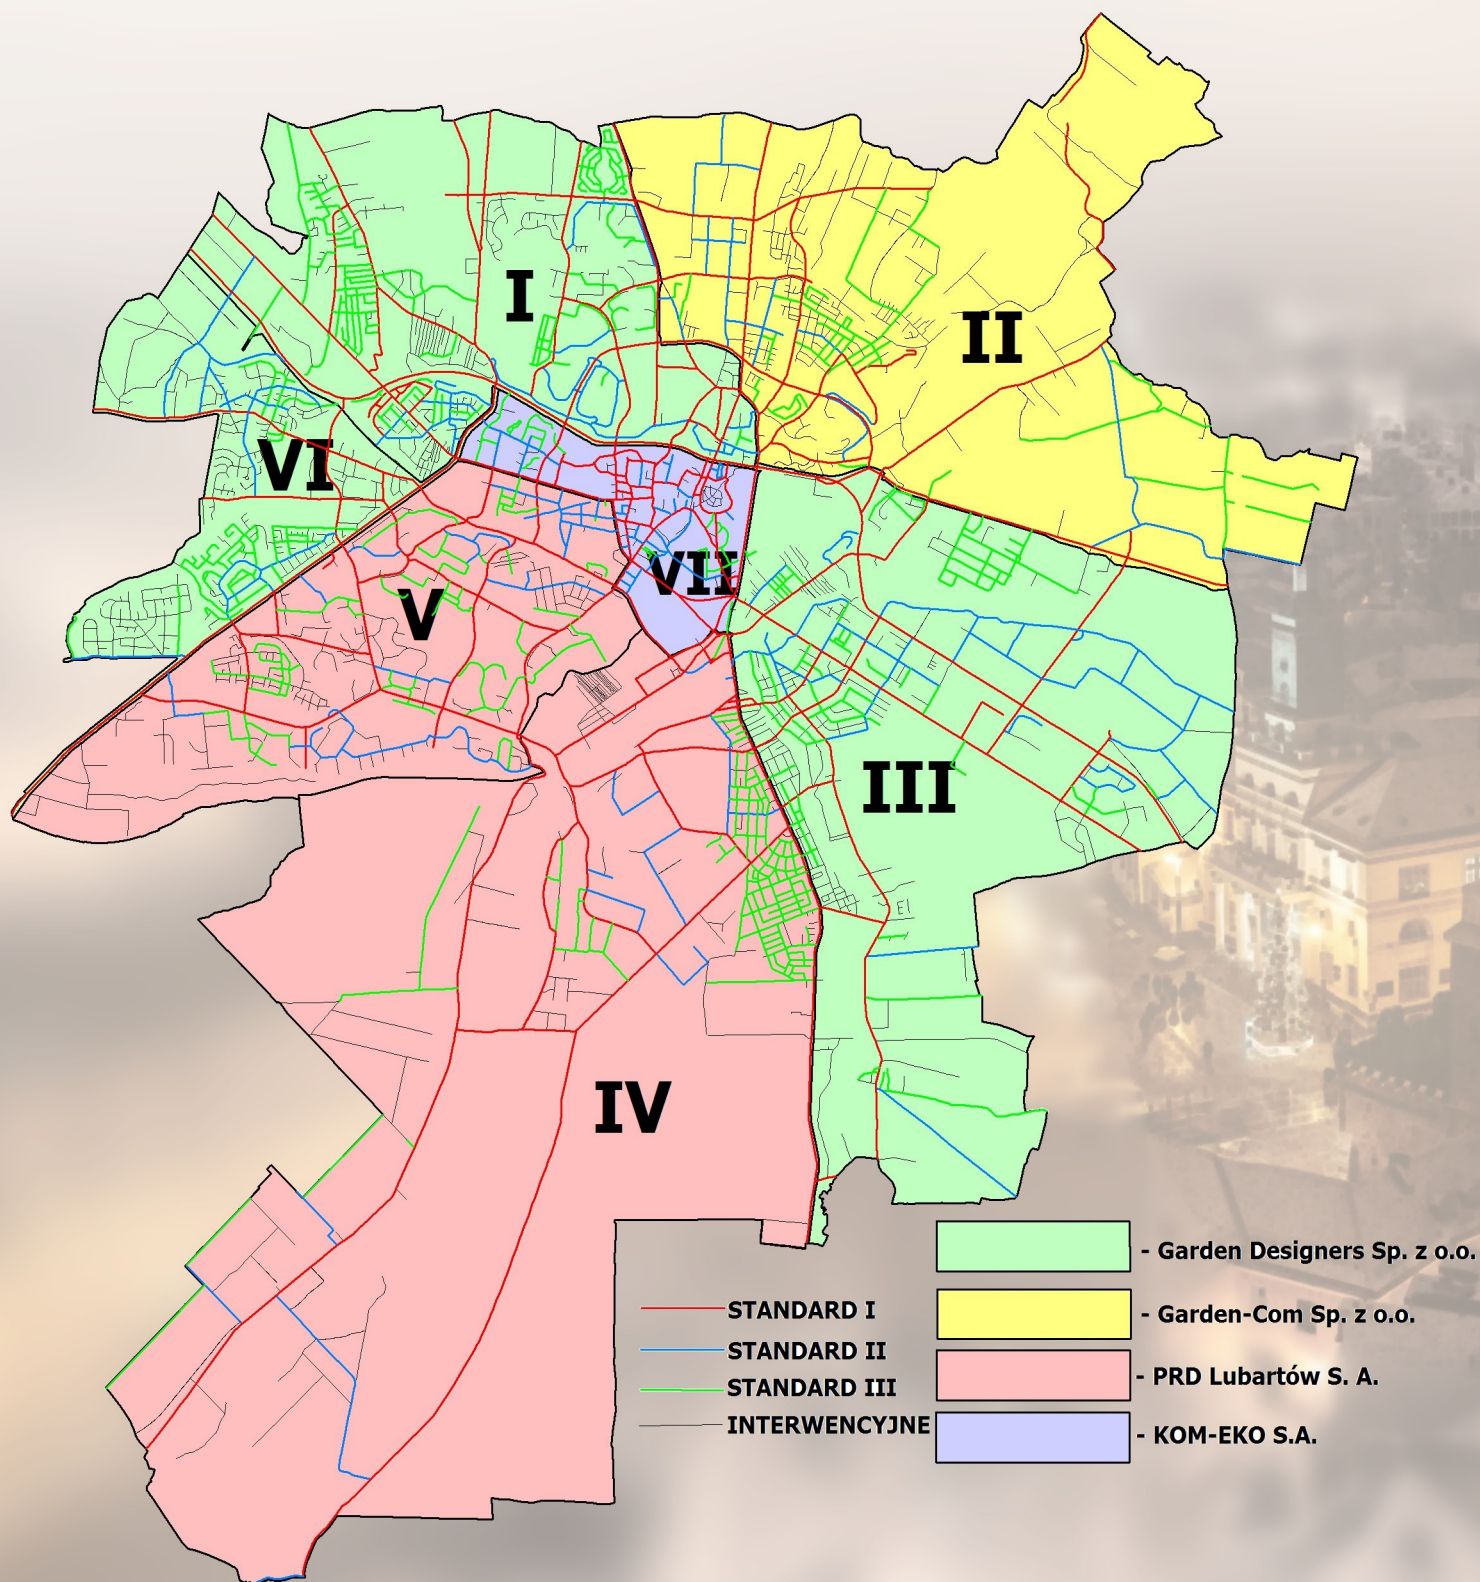 I
II
VI
VII
V
III
IV
STANDARD I
STANDARD II
STANDARD III
INTERWENCYJNE
- Garden Designers Sp. z o.o.
- Garden-Com Sp. z o.o.
- PRD Lubartów S. A.
- KOM-EKO S.A.